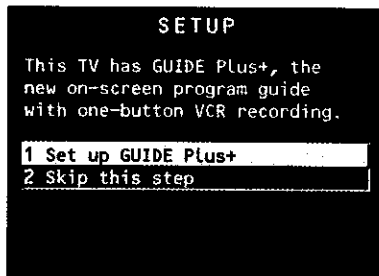 SETUP
This TV has GUIDE Plus+, the
new on-screen program guide
with one-button VCR recording.
1 Set up GUIDE Plus+
2 Skip this step